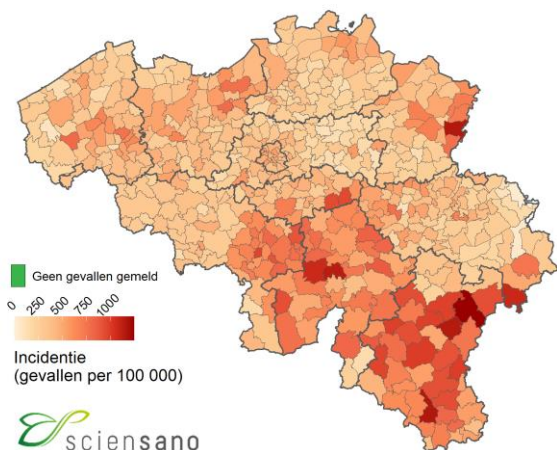 Geen gevallen gemeld
0 250 500 750 1000
Incidentie
(gevallen per 100 000)
sciensano